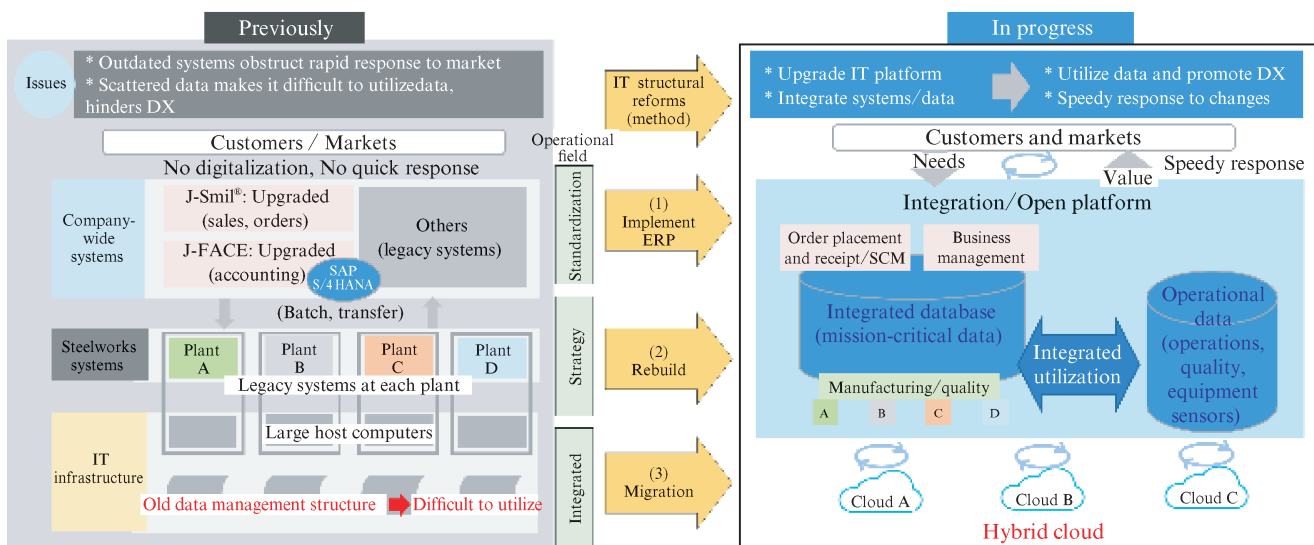 Previously
Issues
* Outdated systems obstruct rapid response to market
* Scattered data makes it difficult to utilizedata,
hinders DX
Customers / Markets
No digitalization, No quick response
Company-
wide
systems
J-Smil®: Upgraded
(sales, orders)
J-FACE: Upgraded
(accounting)
SAP
S/4 HANA
Others
(legacy systems)
(Batch, transfer)
Steelworks
systems
Plant
A
Plant
B
Plant
C
Plant
D
Legacy systems at each plant
Large host computers
IT
infrastructure
Old data management structure
Difficult to utilize
Operational
field
Standardization
Strategy
Integrated
IT structural
reforms
(method)
(1)
Implement
ERP
(2)
Rebuild
(3)
Migration
In progress
* Upgrade IT platform
* Integrate systems/data
* Utilize data and promote DX
* Speedy response to changes
Customers and markets
Needs
Value
Speedy response
Integration/Open platform
Order placement
and receipt/SCM
Business
management
Integrated database
(mission-critical data)
Manufacturing/quality
A
B
C
D
Integrated
utilization
Operational
data
(operations,
quality,
equipment
sensors)
Cloud A
Cloud B
Cloud C
Hybrid cloud